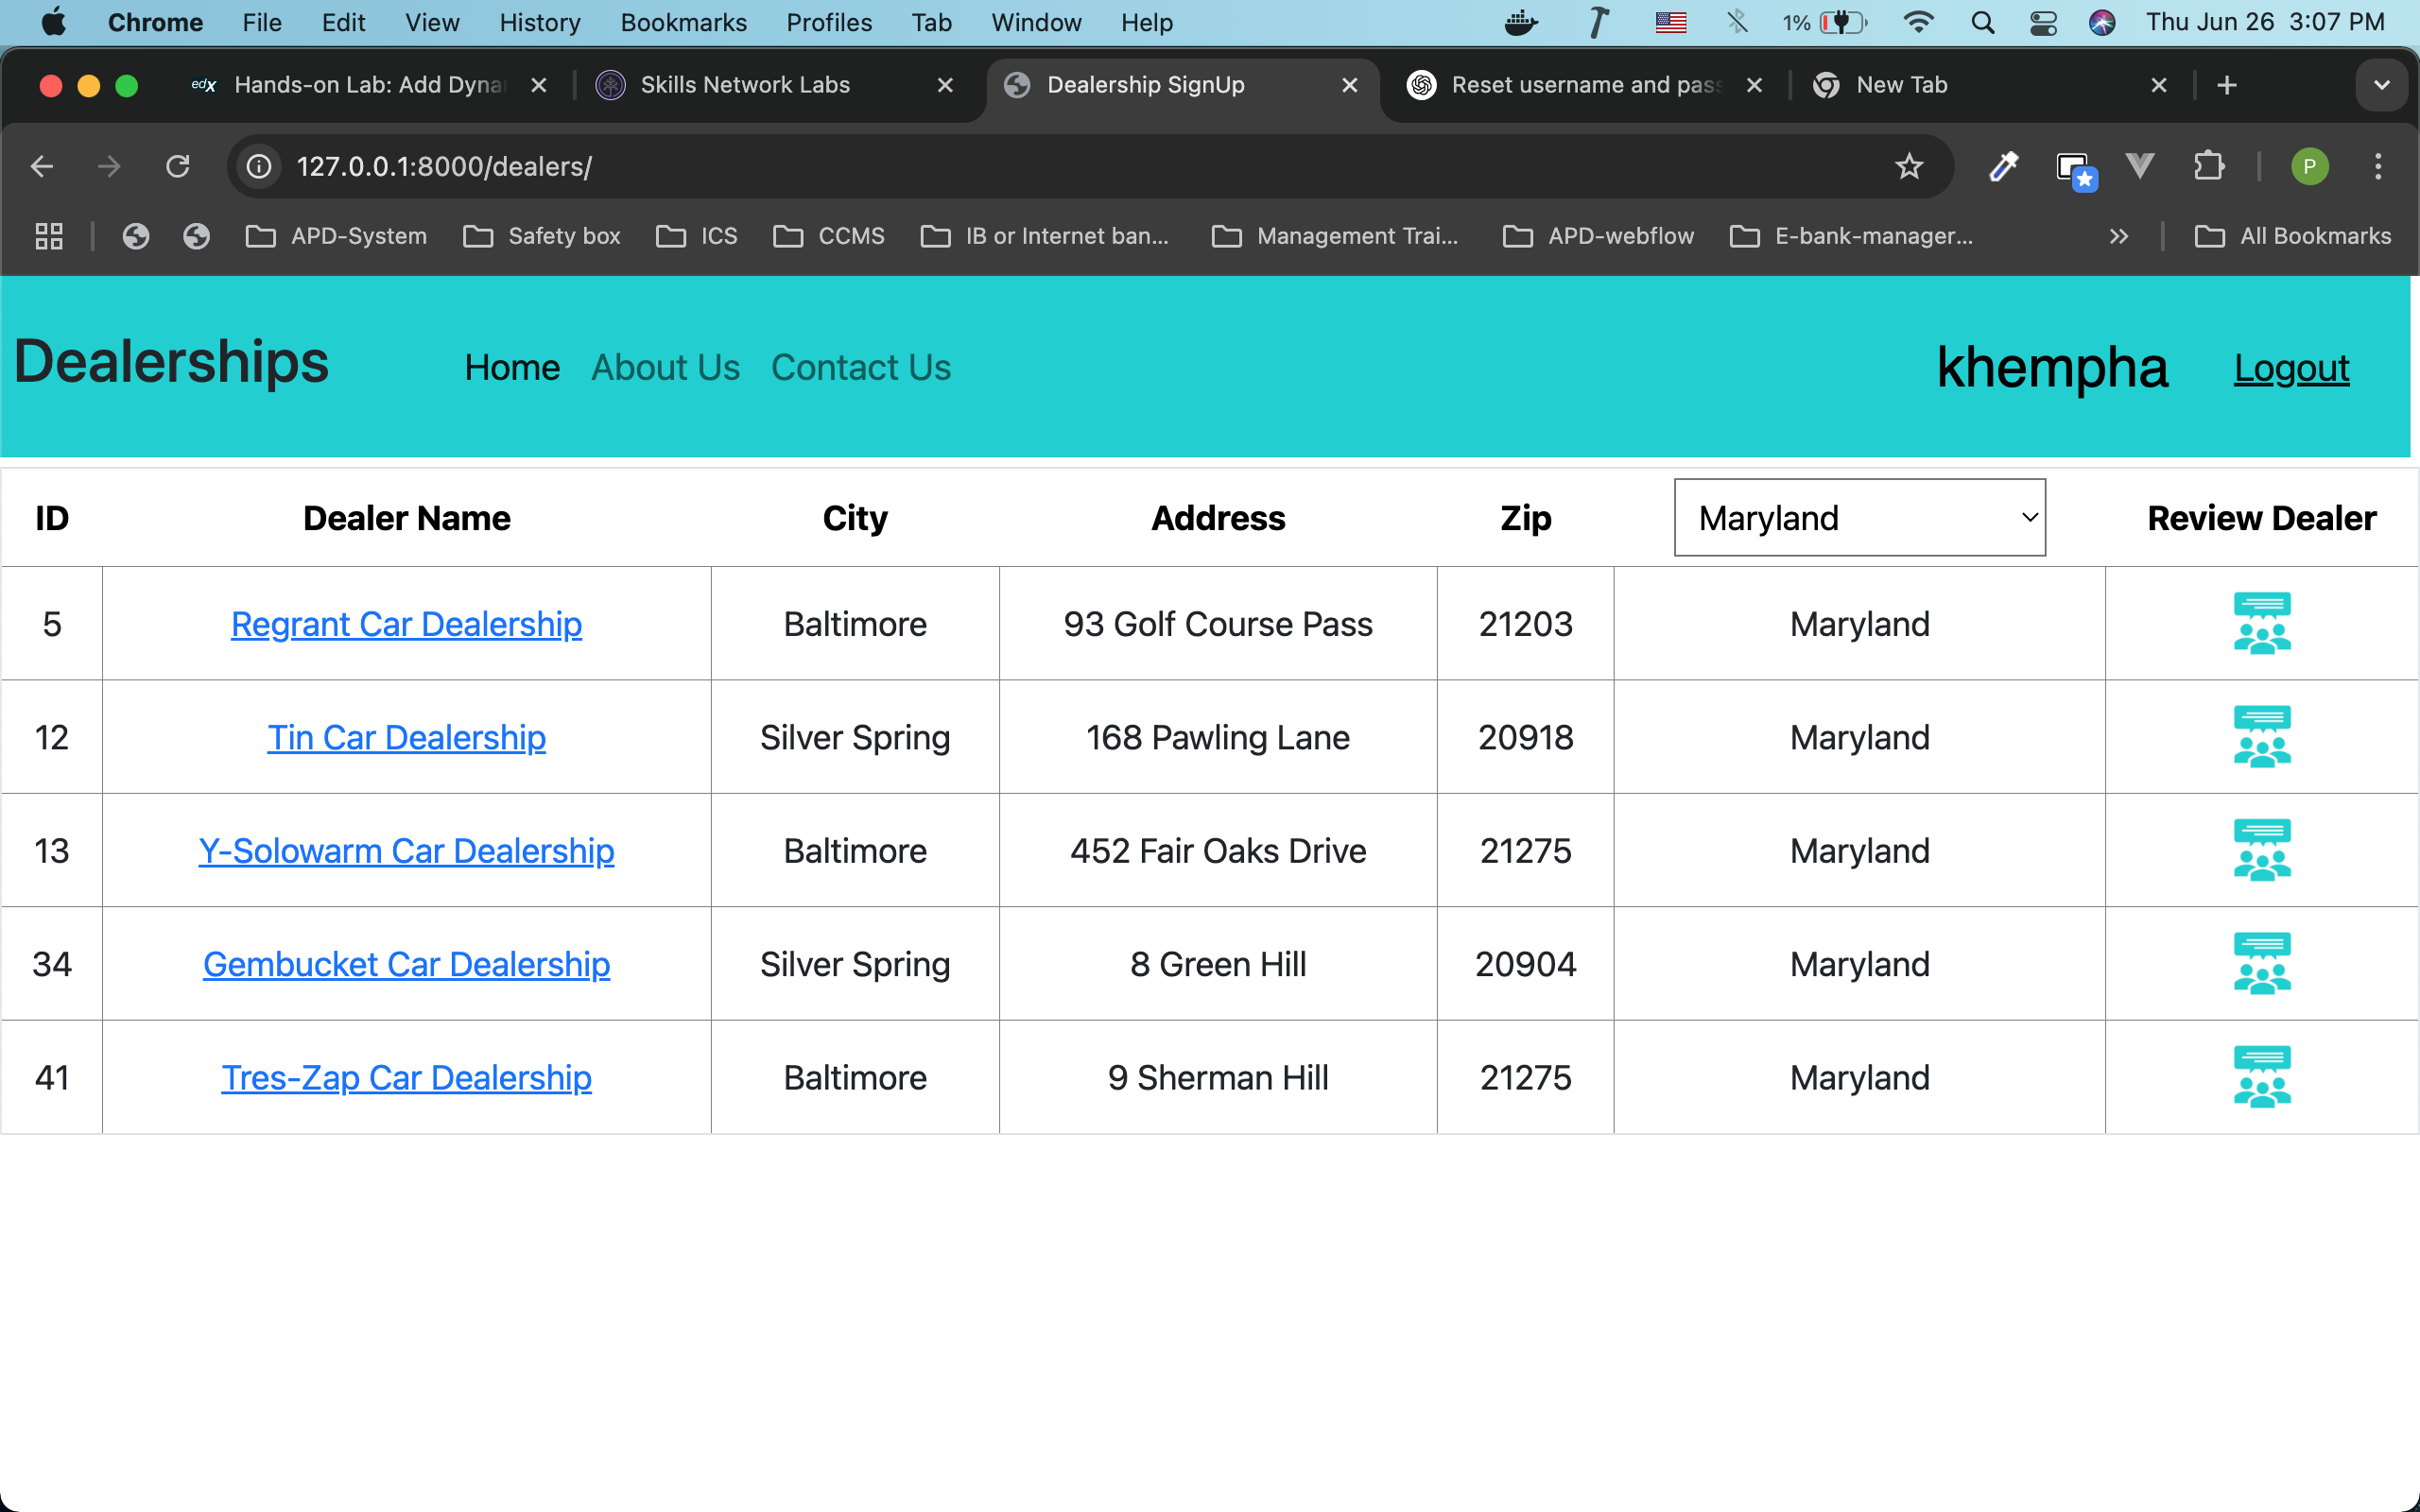 Chrome File Edit View History Bookmarks Profiles Tab Window Help 1% Thu Jun 26 3:07 PM
edX Hands-on Lab: Add Dyna Skills Network Labs Dealership SignUp Reset username and pas New Tab
127.0.0.1:8000/dealers/ P
APD-System Safety box ICS CCMS IB or Internet ban... Management Trai... APD-webflow E-bank-manager... All Bookmarks
Dealerships Home About Us Contact Us khempha Logout
ID Dealer Name City Address Zip Maryland Review Dealer
5 Regrant Car Dealership Baltimore 93 Golf Course Pass 21203 Maryland
12 Tin Car Dealership Silver Spring 168 Pawling Lane 20918 Maryland
13 Y-Solowarm Car Dealership Baltimore 452 Fair Oaks Drive 21275 Maryland
34 Gembucket Car Dealership Silver Spring 8 Green Hill 20904 Maryland
41 Tres-Zap Car Dealership Baltimore 9 Sherman Hill 21275 Maryland